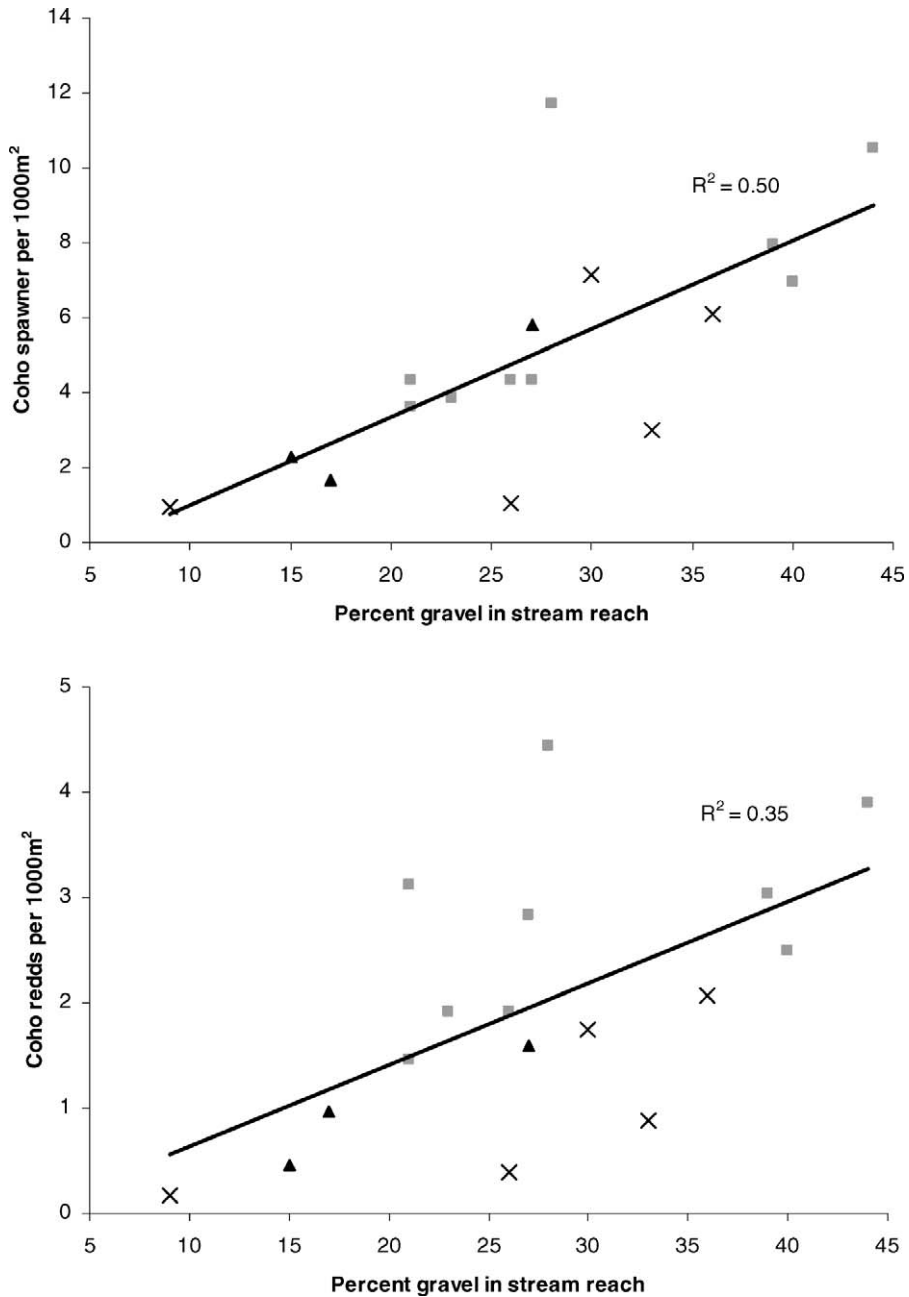 14
12
10
8
6
4
2
0
Coho spawner per 1000m²
R² = 0.50
5 10 15 20 25 30 35 40 45
Percent gravel in stream reach
5
4
3
2
1
0
Coho redds per 1000m²
R² = 0.35
5 10 15 20 25 30 35 40 45
Percent gravel in stream reach